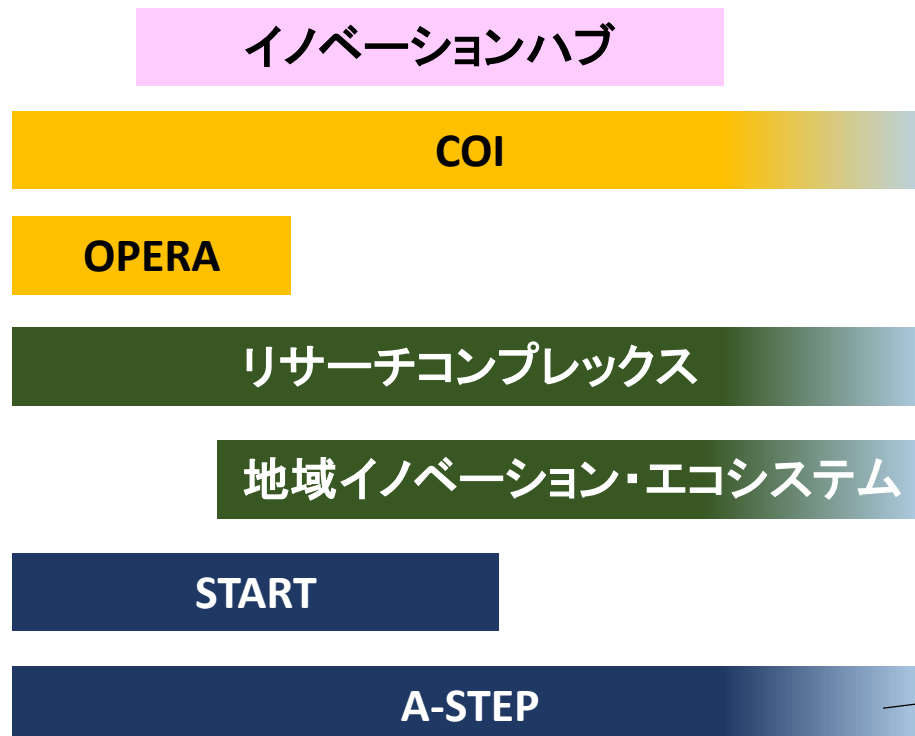 イノベーションハブ
COI
OPERA
リサーチコンプレックス
地域イノベーション・エコシステム
START
A-STEP